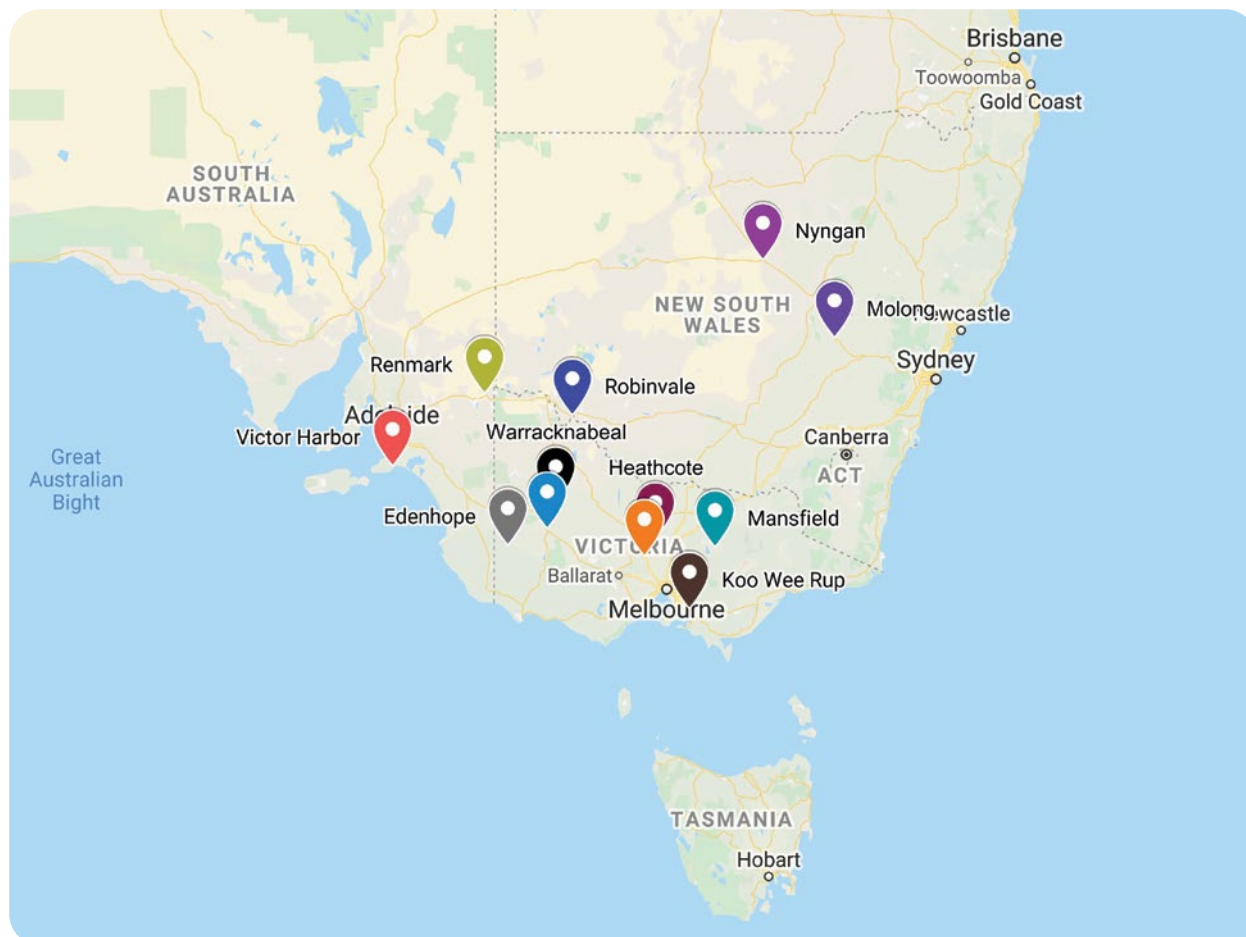 Brisbane
Toowoomba
Gold Coast
SOUTH
AUSTRALIA
Nyngan
NEW SOUTH
WALES
Molong
Sydney
Renmark
Robinvale
Adelaide
Victor Harbor
Warracknabeal
Canberra
ACT
Great
Australian
Bight
Heathcote
Edenhope
Mansfield
VICTORIA
Ballarat
Koo Wee Rup
Melbourne
TASMANIA
Hobart